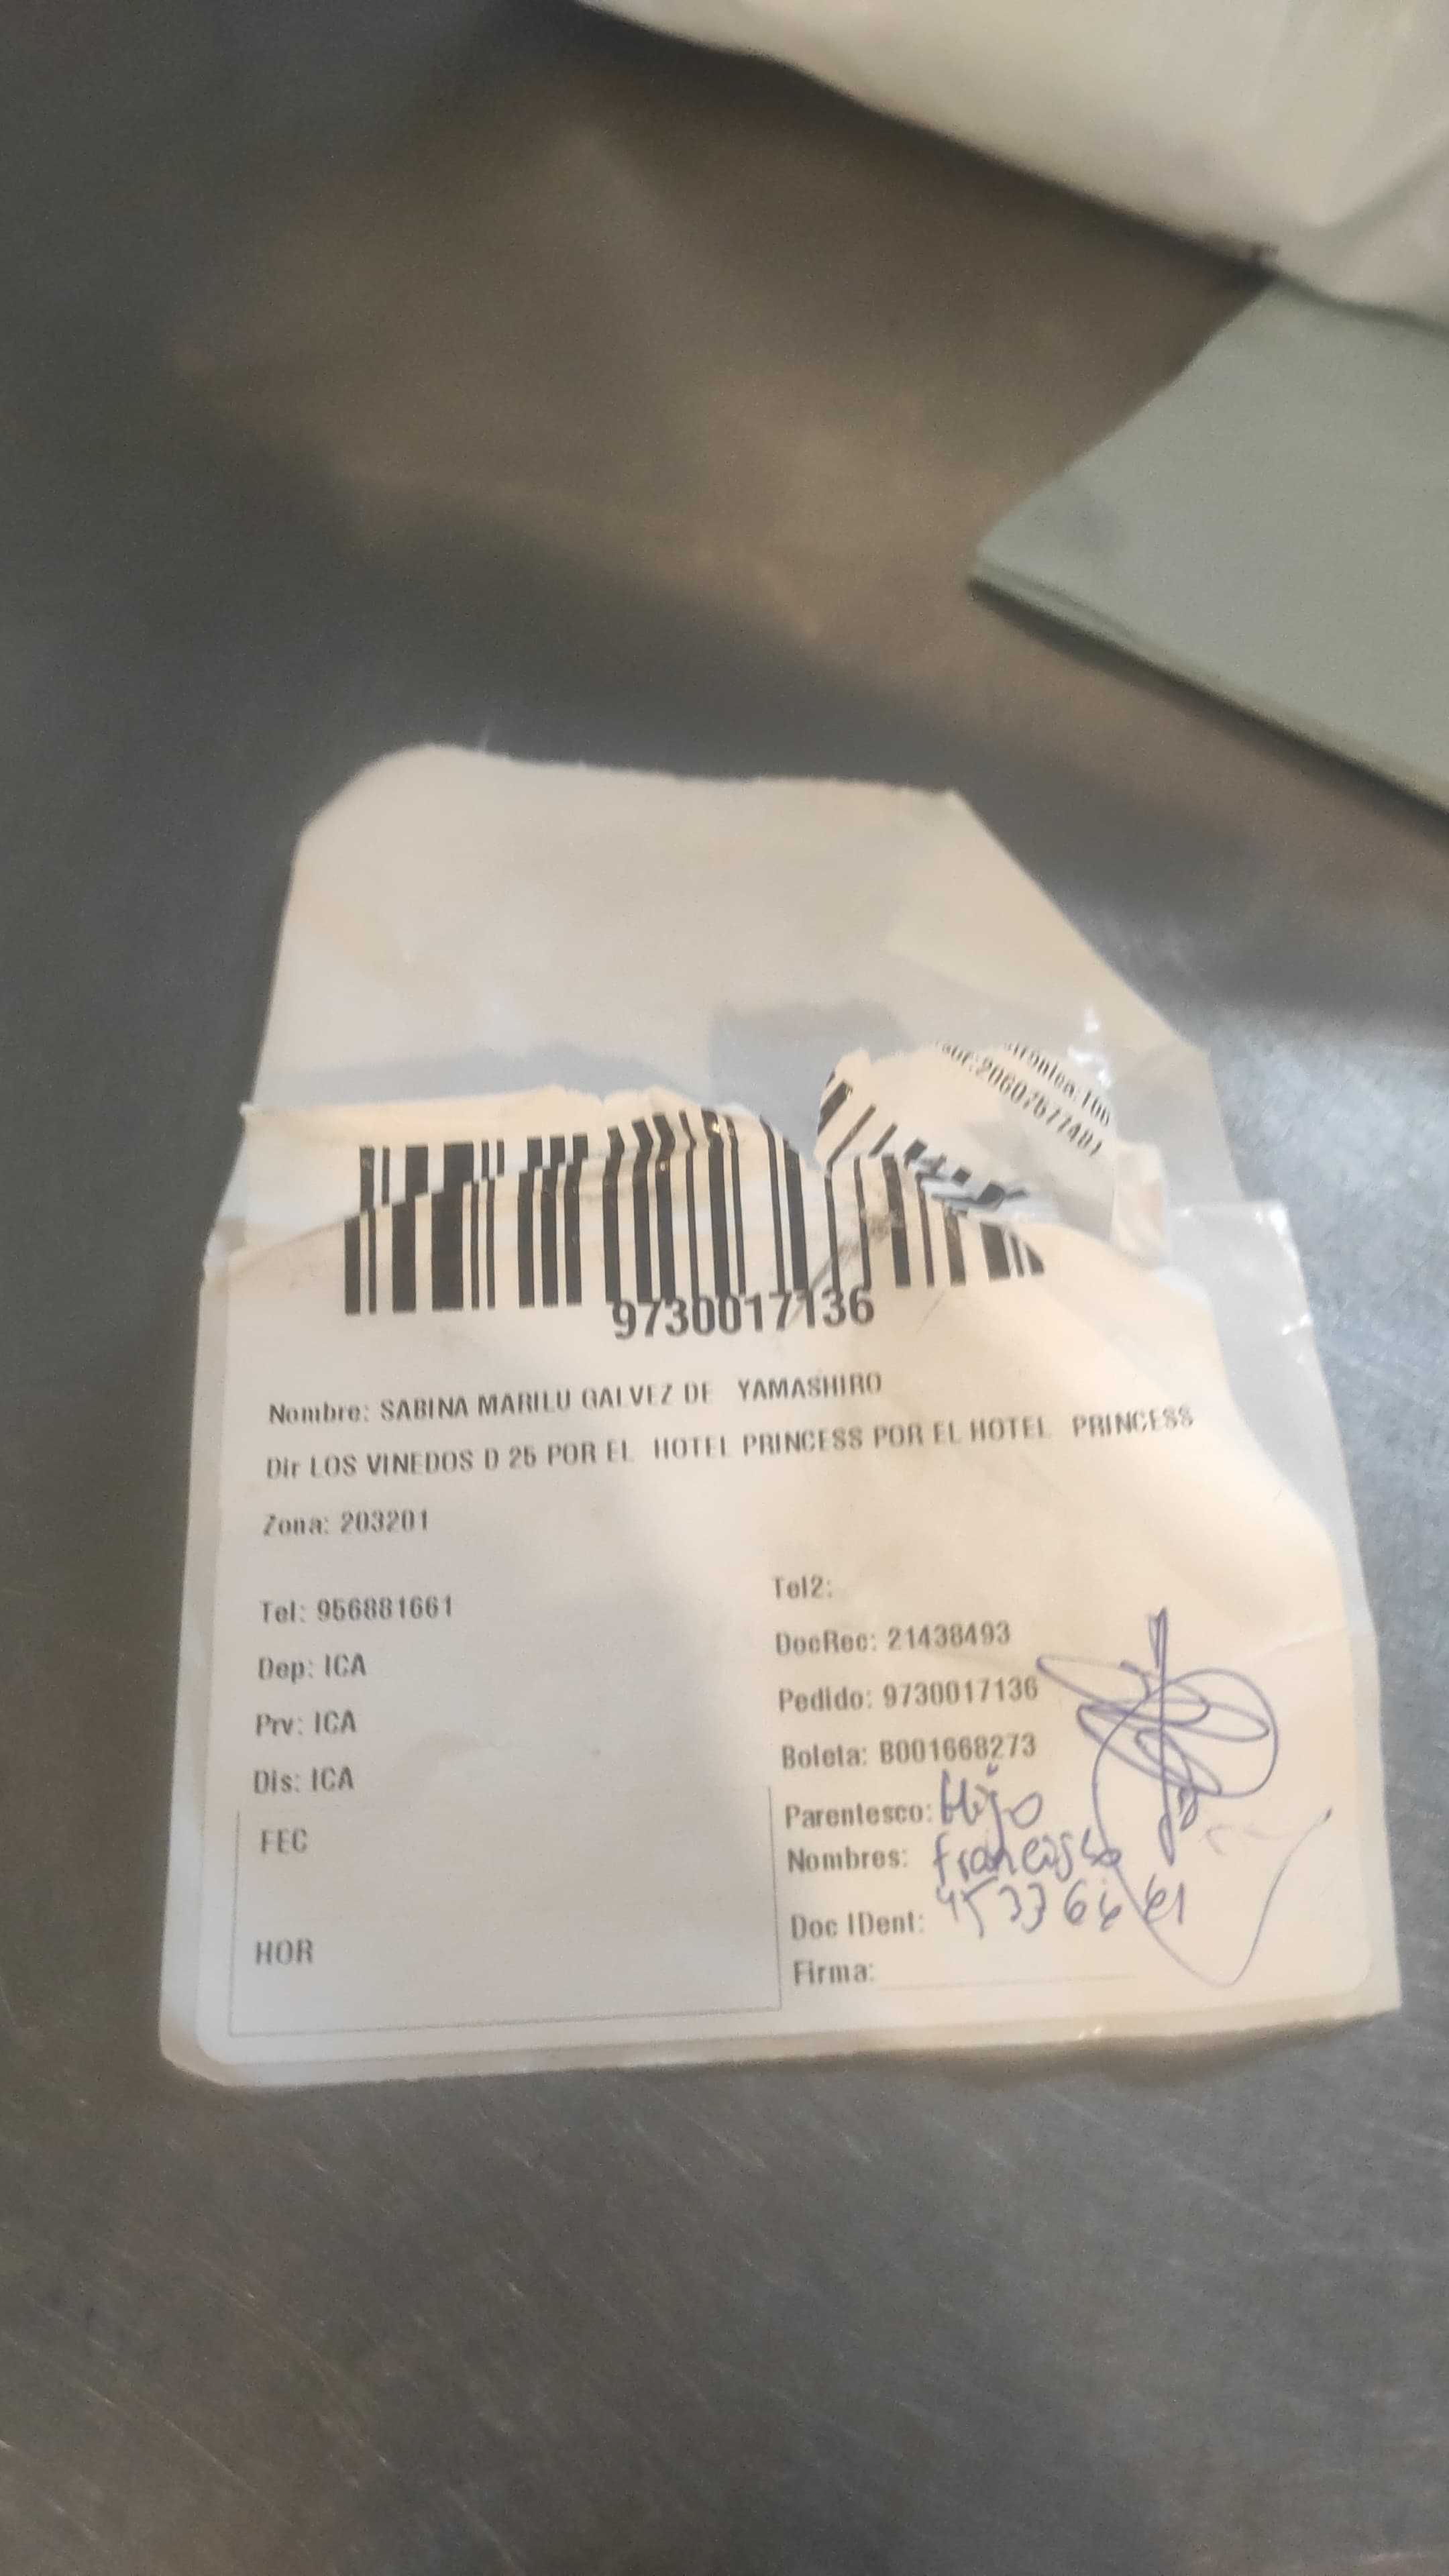 9730017136
Nombre: SABINA MARILU GALVEZ DE YAMASHIRO
Dir LOS VINEDOS D 25 POR EL HOTEL PRINCESS POR EL HOTEL PRINCESS
Zona: 203201
Tel: 956881661
Tel2:
Dep: ICA
DocRec: 21438493
Prv: ICA
Pedido: 9730017136
Dis: ICA
Boleta: B001668273
FEC
Parentesco: Hijo
Nombres: Francisco
HOR
Doc IDent:
Firma: